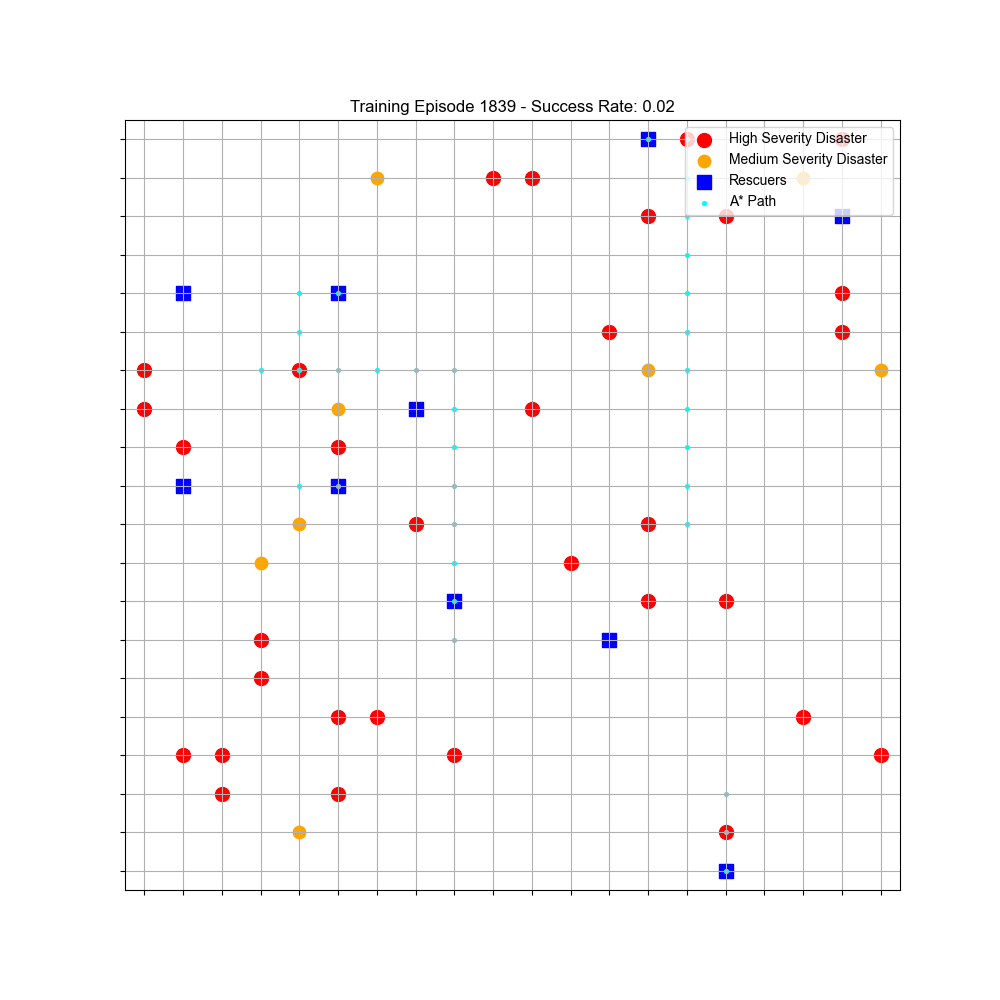 Training Episode 1839 - Success Rate: 0.02
High Severity Disaster
Medium Severity Disaster
Rescuers
A* Path